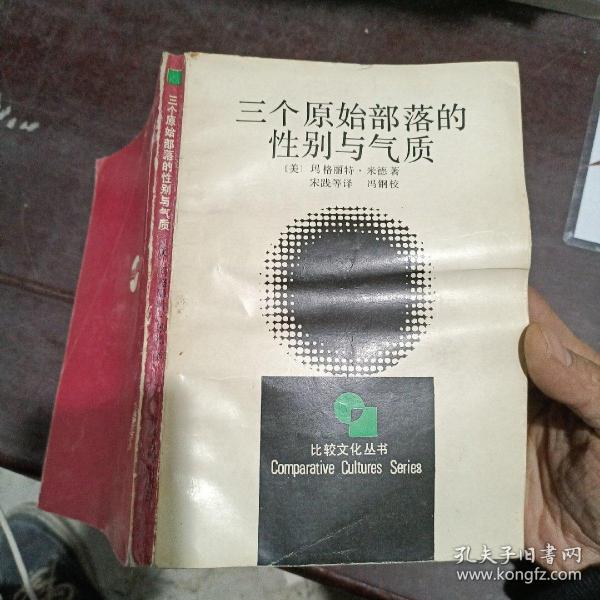 三个原始部落的
性别与气质
〔美〕玛格丽特·米德著
宋践等译 冯钢校
比较文化丛书
Comparative Cultures Series
三个原始部落的性别与气质
孔夫子旧书网
www.kongfz.com